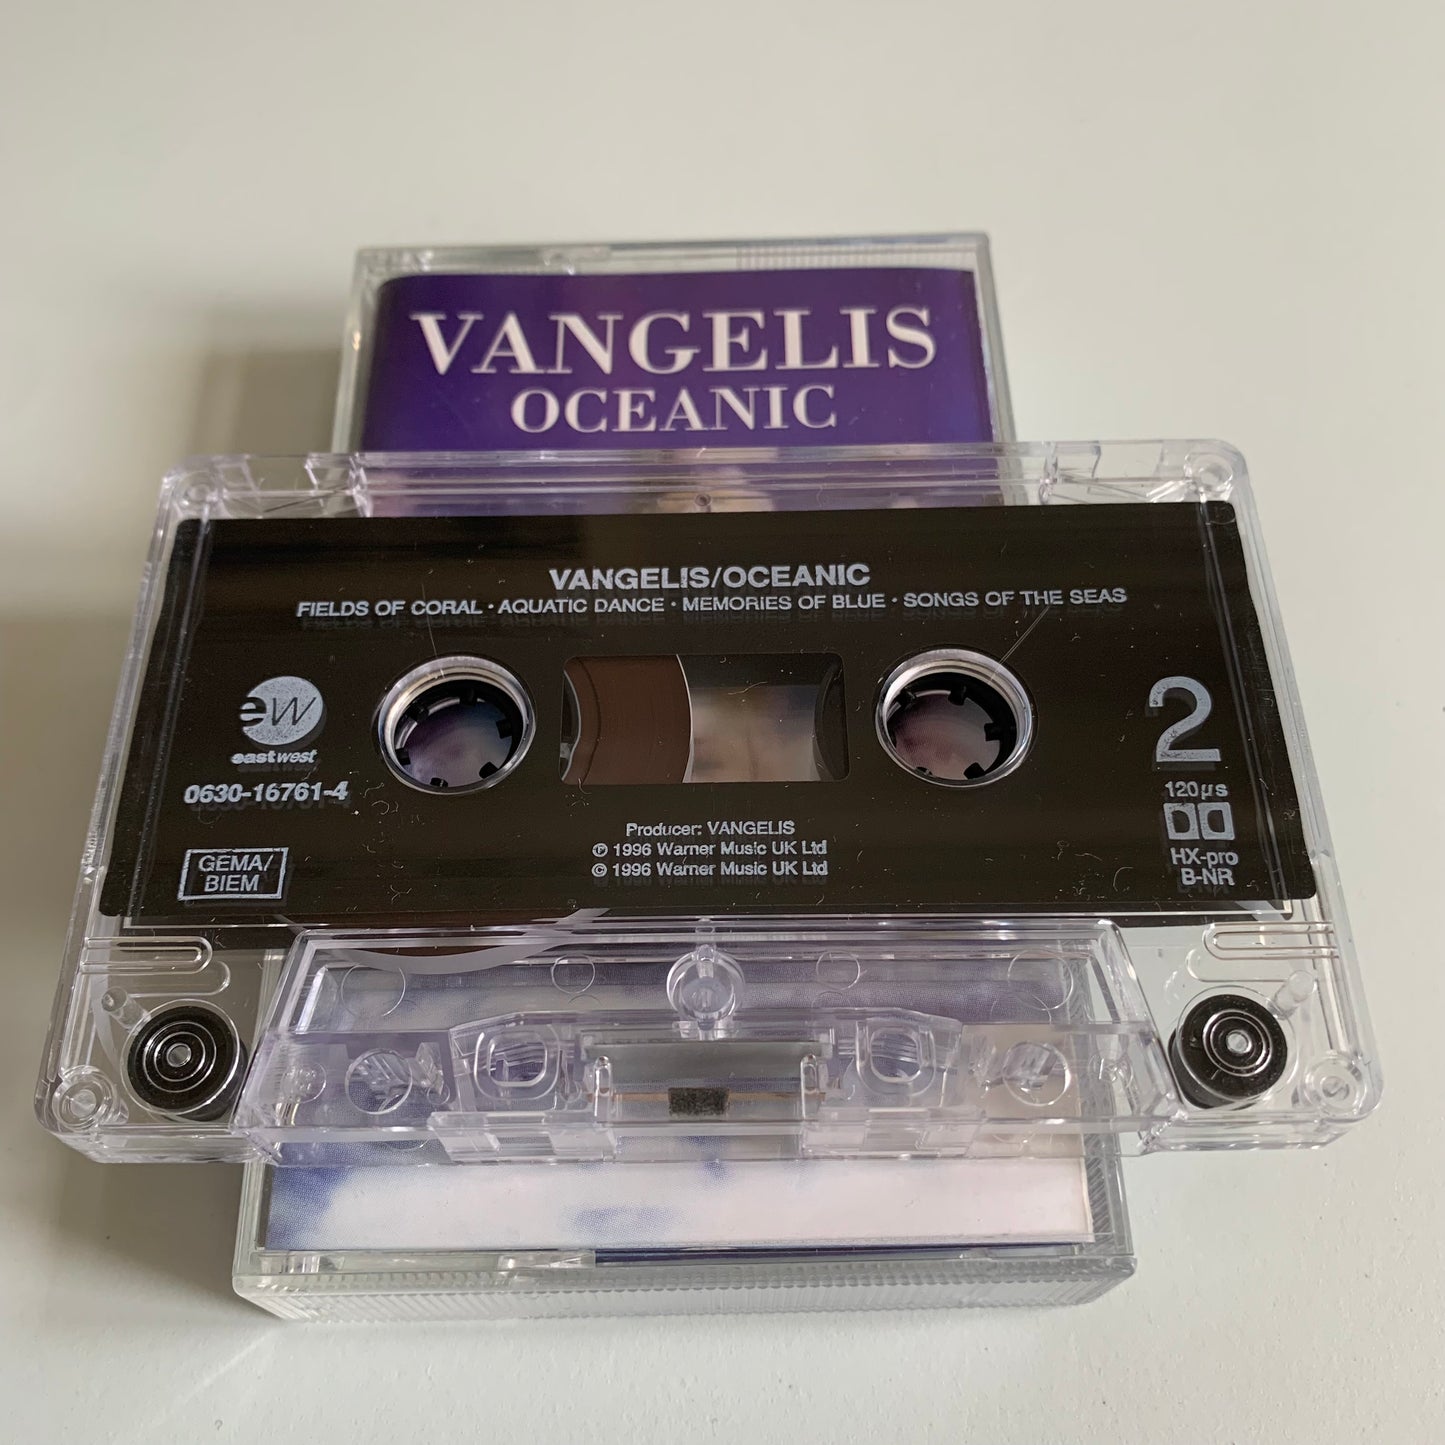 VANGELIS
OCEANIC
VANGELIS/OCEANIC
FIELDS OF CORAL · AQUATIC DANCE · MEMORIES OF BLUE · SONGS OF THE SEAS
ew
eastwest
0630-16761-4
GEMA/
BIEM
Producer: VANGELIS
℗ 1996 Warner Music UK Ltd
© 1996 Warner Music UK Ltd
2
120µs
HX-pro
B-NR